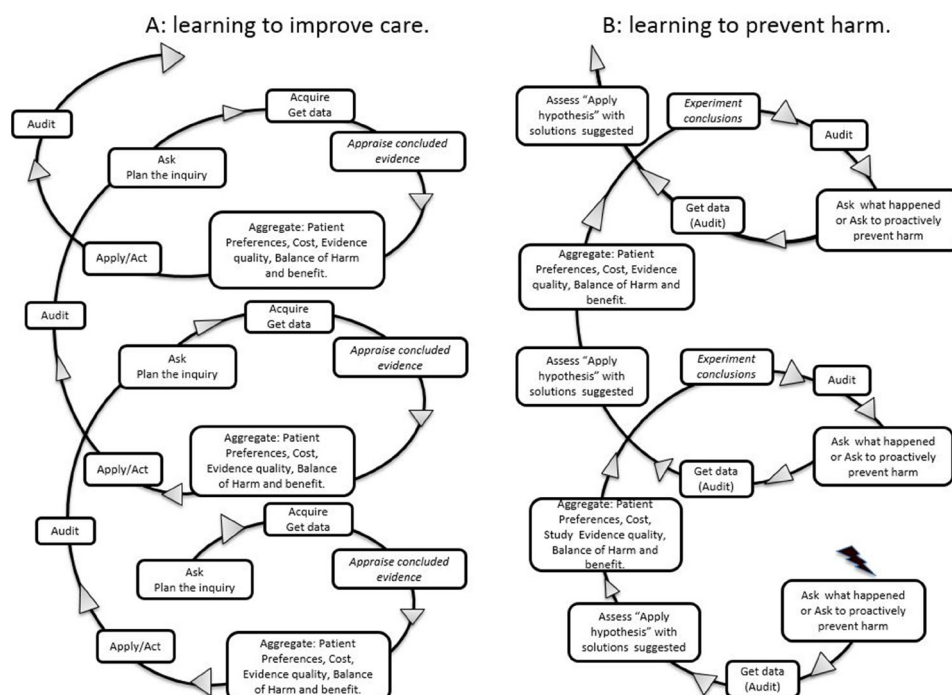 A: learning to improve care.
Audit
Acquire
Get data
Appraise concluded
evidence
Ask
Plan the inquiry
Aggregate: Patient
Preferences, Cost, Evidence
quality, Balance of Harm
and benefit.
Apply/Act
Audit
Acquire
Get data
Appraise concluded
evidence
Ask
Plan the inquiry
Aggregate: Patient
Preferences, Cost,
Evidence quality, Balance
of Harm and benefit.
Apply/Act
Audit
Acquire
Get data
Appraise concluded
evidence
Ask
Plan the inquiry
Aggregate: Patient
Preferences, Cost,
Evidence quality, Balance
of Harm and benefit.
Apply/Act
B: learning to prevent harm.
Assess “Apply
hypothesis” with
solutions suggested
Experiment
conclusions
Audit
Ask what happened
or Ask to proactively
prevent harm
Get data
(Audit)
Aggregate: Patient
Preferences, Cost, Evidence
quality, Balance of Harm and
benefit.
Assess “Apply
hypothesis” with
solutions suggested
Experiment
conclusions
Audit
Ask what happened
or Ask to proactively
prevent harm
Get data
(Audit)
Aggregate: Patient
Preferences, Cost,
Study Evidence quality,
Balance of Harm and
benefit.
Ask what happened
or Ask to proactively
prevent harm
Assess “Apply
hypothesis” with
solutions suggested
Get data
(Audit)